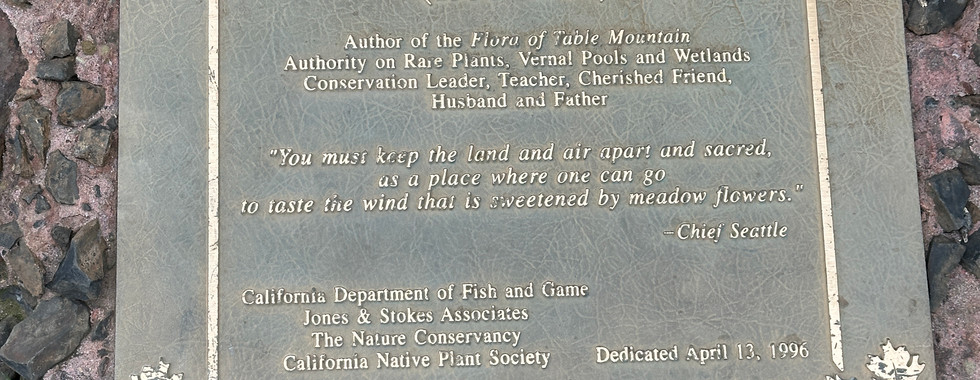 Author of the Flora of Table Mountain
Authority on Rare Plants, Vernal Pools and Wetlands
Conservation Leader, Teacher, Cherished Friend,
Husband and Father
"You must keep the land and air apart and sacred,
as a place where one can go
to taste the wind that is sweetened by meadow flowers."
–Chief Seattle
California Department of Fish and Game
Jones & Stokes Associates
The Nature Conservancy
California Native Plant Society
Dedicated April 13, 1996